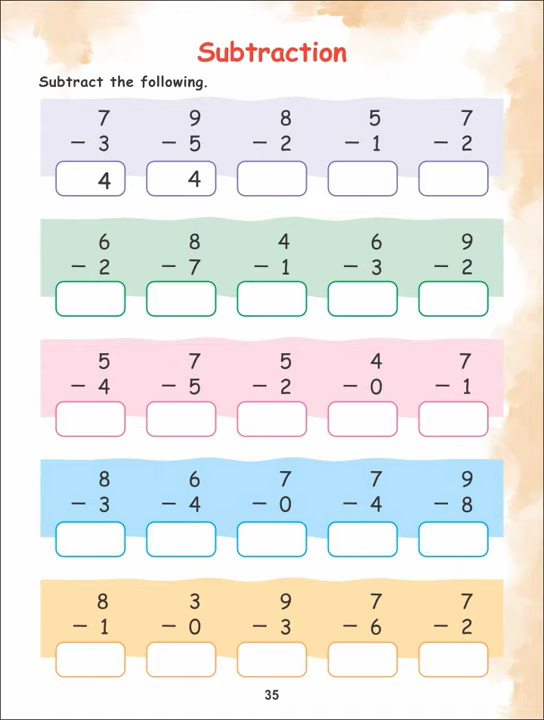 Subtraction
Subtract the following.
7 9 8 5 7
− 3 − 5 − 2 − 1 − 2
4 4
6 8 4 6 9
− 2 − 7 − 1 − 3 − 2
5 7 5 4 7
− 4 − 5 − 2 − 0 − 1
8 6 7 7 9
− 3 − 4 − 0 − 4 − 8
8 3 9 7 7
− 1 − 0 − 3 − 6 − 2
35